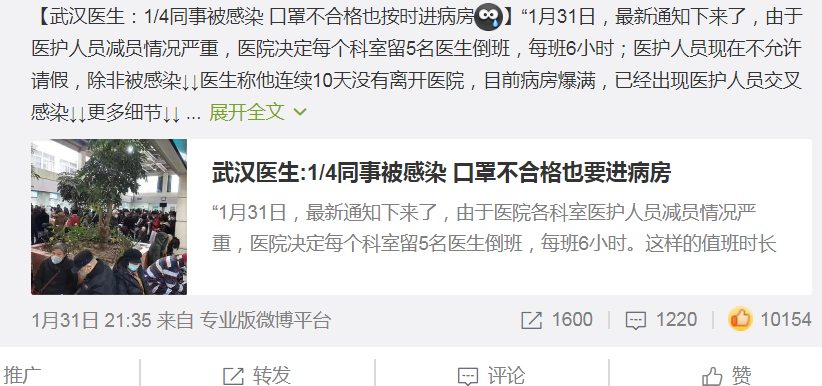 【武汉医生：1/4同事被感染 口罩不合格也按时进病房】“1月31日，最新通知下来了，由于
医护人员减员情况严重，医院决定每个科室留5名医生倒班，每班6小时；医护人员现在不允许
请假，除非被感染↓↓医生称他连续10天没有离开医院，目前病房爆满，已经出现医护人员交叉
感染↓↓更多细节↓↓ ... 展开全文
武汉医生:1/4同事被感染 口罩不合格也要进病房
“1月31日，最新通知下来了，由于医院各科室医护人员减员情况严
重，医院决定每个科室留5名医生倒班，每班6小时。这样的值班时长
1月31日 21:35 来自 专业版微博平台 1600 1220 10154
推广 转发 评论 赞